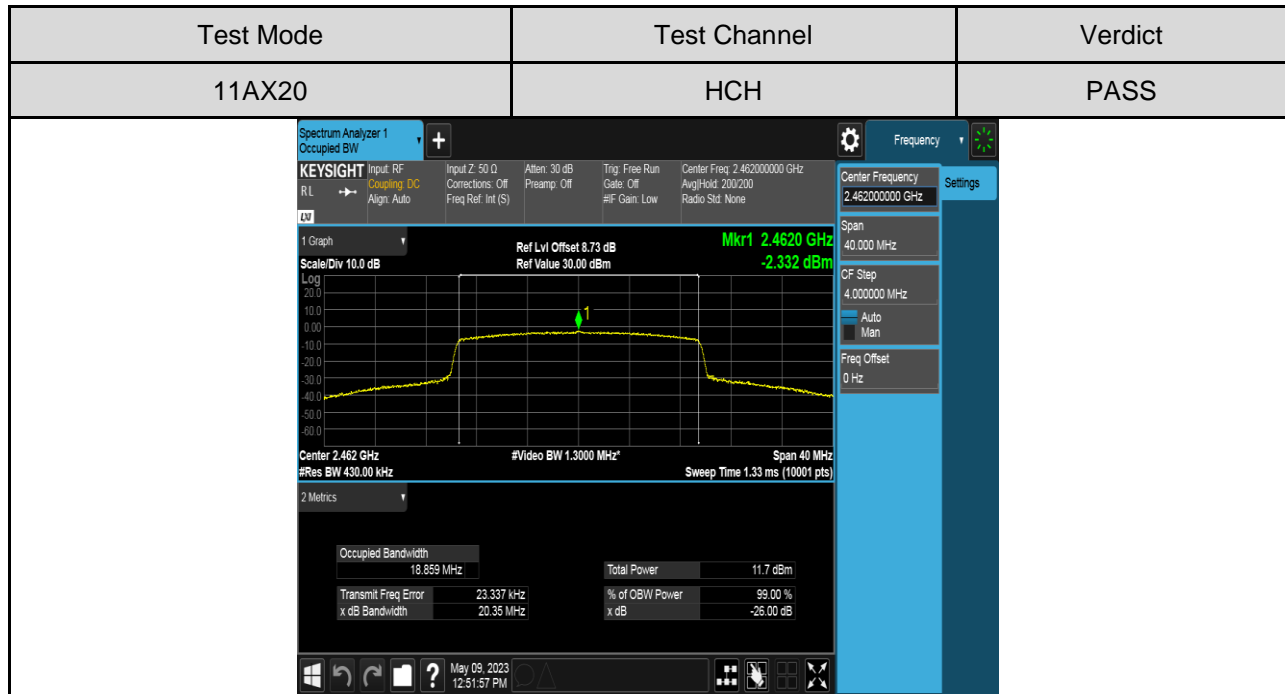 Test Mode Test Channel Verdict
11AX20 HCH PASS
Spectrum Analyzer 1
Occupied BW
+
Frequency
KEYSIGHT
R L
LXI
Input: RF
Coupling: DC
Align: Auto
Input Z: 50 Ω
Corrections: Off
Freq Ref: Int (S)
Atten: 30 dB
Preamp: Off
Trig: Free Run
Gate: Off
#IF Gain: Low
Center Freq: 2.462000000 GHz
Avg|Hold: 200/200
Radio Std: None
Center Frequency
2.462000000 GHz
Settings
Span
40.000 MHz
CF Step
4.000000 MHz
Auto
Man
Freq Offset
0 Hz
1 Graph
Scale/Div 10.0 dB
Ref Lvl Offset 8.73 dB
Ref Value 30.00 dBm
Mkr1 2.4620 GHz
-2.332 dBm
Log
20.0
10.0
0.00
-10.0
-20.0
-30.0
-40.0
-50.0
-60.0
1
Center 2.462 GHz #Video BW 1.3000 MHz* Span 40 MHz
#Res BW 430.00 kHz Sweep Time 1.33 ms (10001 pts)
2 Metrics
Occupied Bandwidth
18.859 MHz Total Power 11.7 dBm
Transmit Freq Error 23.337 kHz % of OBW Power 99.00 %
x dB Bandwidth 20.35 MHz x dB -26.00 dB
?
May 09, 2023
12:51:57 PM